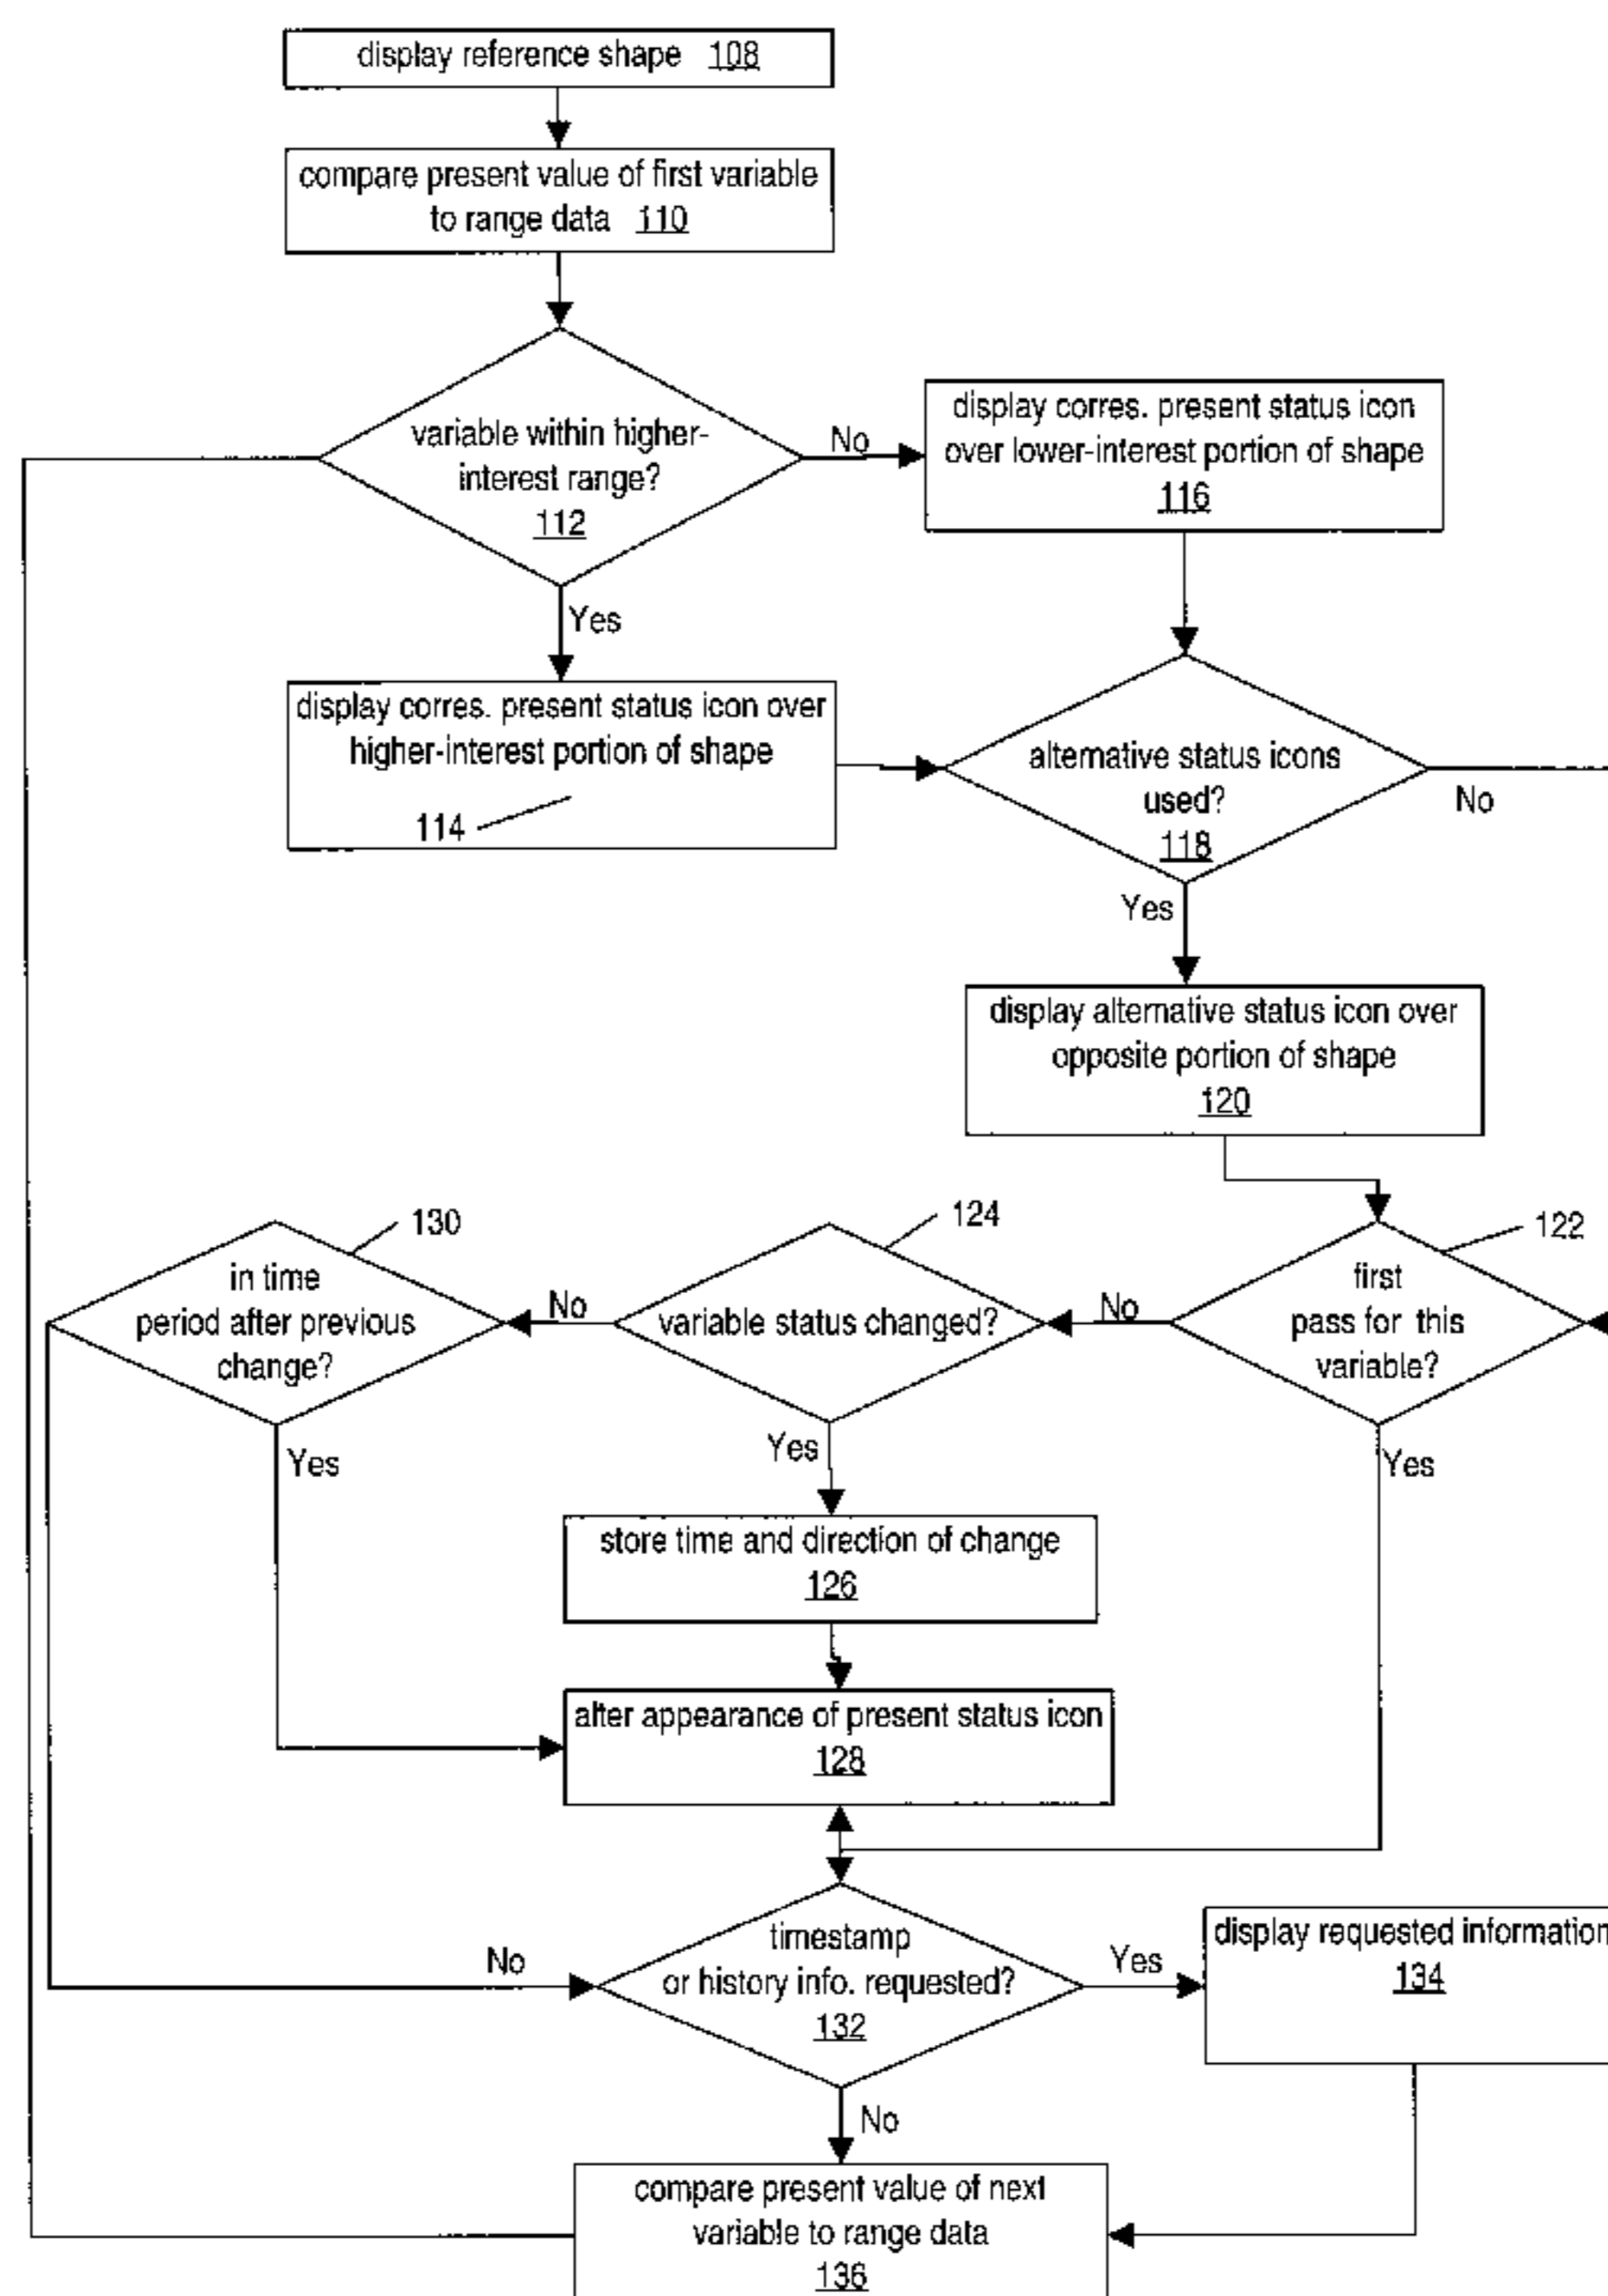 display reference shape 108
compare present value of first variable
to range data 110
variable within higher-
interest range?
112
No
display corres. present status icon
over lower-interest portion of shape
116
Yes
display corres. present status icon over
higher-interest portion of shape
114
alternative status icons
used?
118
No
Yes
display alternative status icon over
opposite portion of shape
120
130
in time
period after previous
change?
No
124
variable status changed?
No
122
first
pass for this
variable?
Yes
Yes
Yes
store time and direction of change
126
alter appearance of present status icon
128
No
timestamp
or history info. requested?
132
Yes
display requested information
134
No
compare present value of next
variable to range data
136